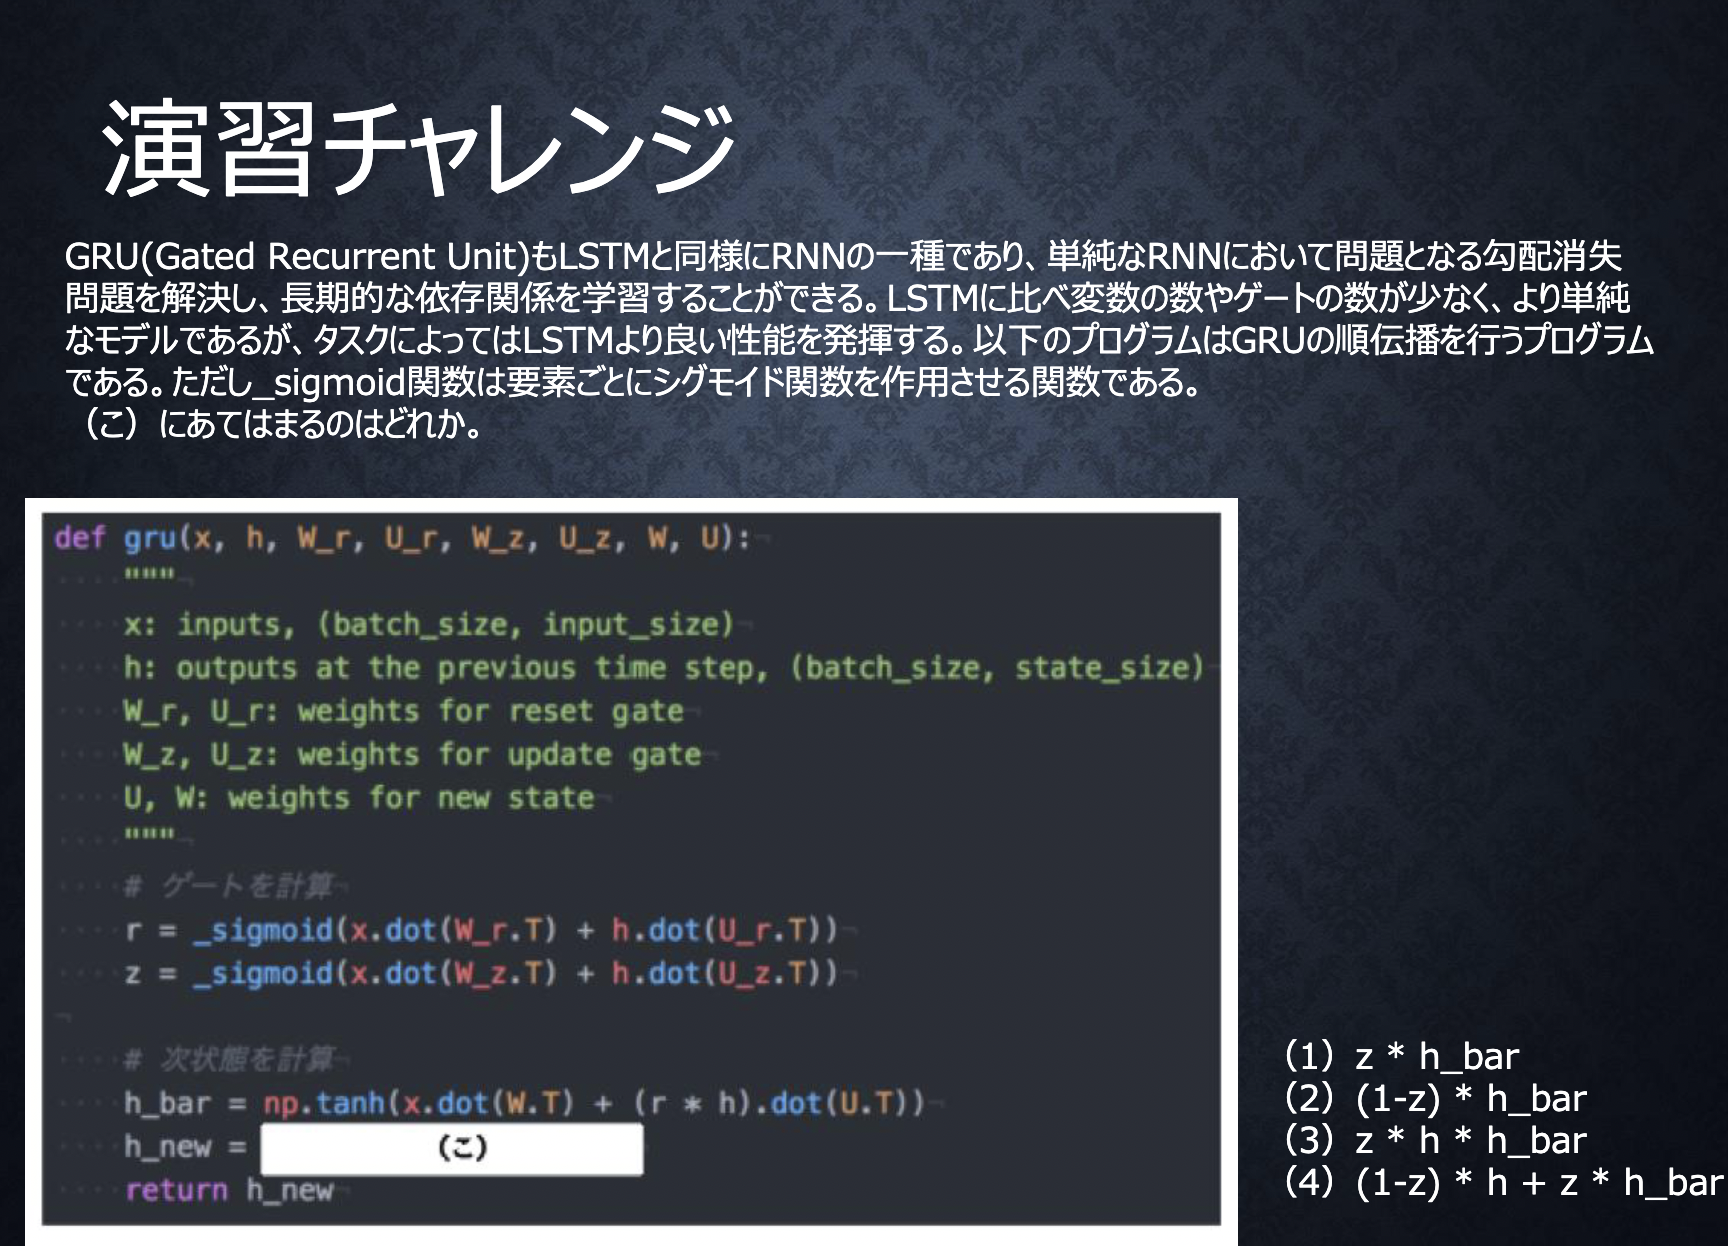 演習チャレンジ
GRU(Gated Recurrent Unit)もLSTMと同様にRNNの一種であり、単純なRNNにおいて問題となる勾配消失
問題を解決し、長期的な依存関係を学習することができる。LSTMに比べ変数の数やゲートの数が少なく、より単純
なモデルであるが、タスクによってはLSTMより良い性能を発揮する。以下のプログラムはGRUの順伝播を行うプログラム
である。ただし_sigmoid関数は要素ごとにシグモイド関数を作用させる関数である。
（こ）にあてはまるのはどれか。
def gru(x, h, W_r, U_r, W_z, U_z, W, U):
"""
x: inputs, (batch_size, input_size)
h: outputs at the previous time step, (batch_size, state_size)
W_r, U_r: weights for reset gate
W_z, U_z: weights for update gate
U, W: weights for new state
"""
# ゲートを計算
r = _sigmoid(x.dot(W_r.T) + h.dot(U_r.T))
z = _sigmoid(x.dot(W_z.T) + h.dot(U_z.T))
# 次状態を計算
h_bar = np.tanh(x.dot(W.T) + (r * h).dot(U.T))
h_new = (こ)
return h_new
（1）z * h_bar
（2）(1-z) * h_bar
（3）z * h * h_bar
（4）(1-z) * h + z * h_bar